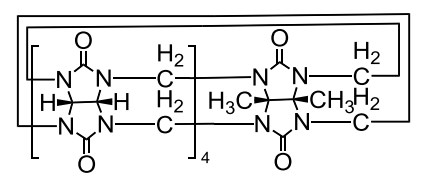 O O
H2 H2
N N C N N C
H H H2 H3C CH3 H2
N N C N N C
O 4 O